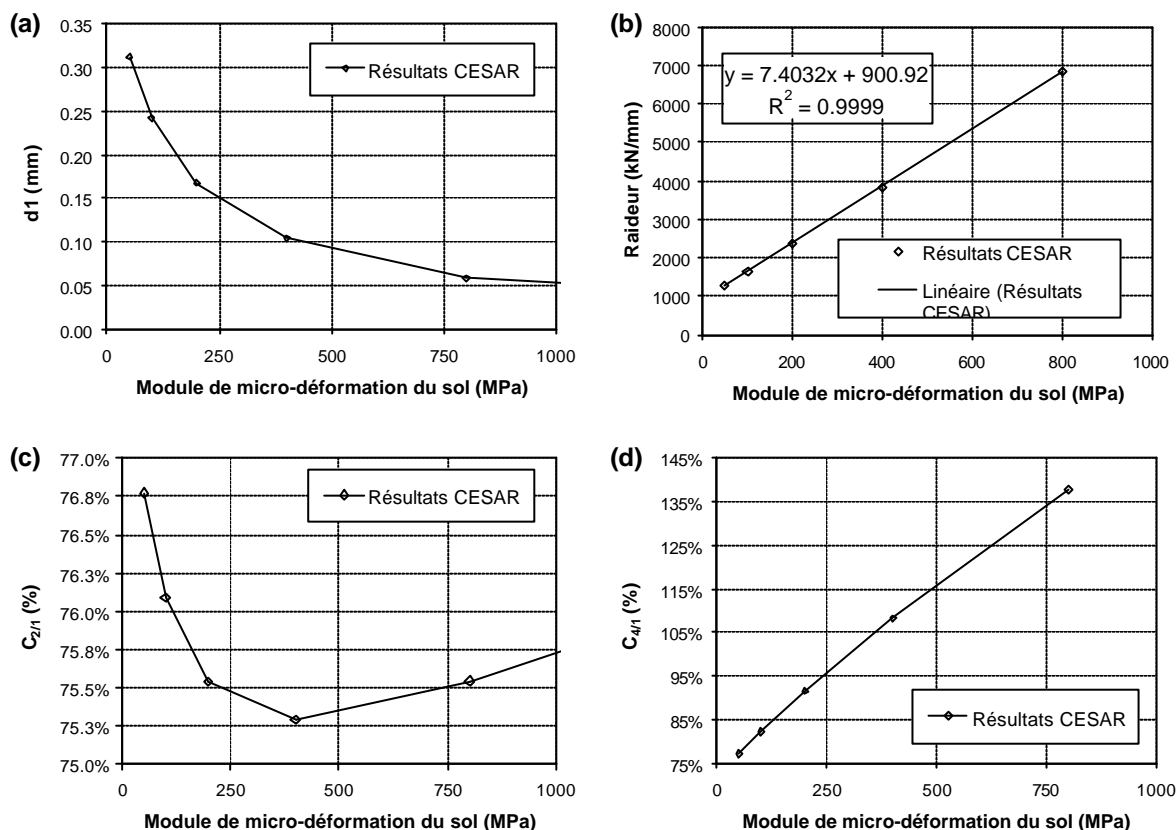 (a)
0.35
0.30
0.25
0.20
0.15
0.10
0.05
0.00
d1 (mm)
Résultats CESAR
0 250 500 750 1000
Module de micro-déformation du sol (MPa)
(b)
8000
7000
6000
5000
4000
3000
2000
1000
0
Raideur (kN/mm)
y = 7.4032x + 900.92
R² = 0.9999
Résultats CESAR
Linéaire (Résultats
CESAR)
0 200 400 600 800 1000
Module de micro-déformation du sol (MPa)
(c)
77.0%
76.8%
76.5%
76.3%
76.0%
75.8%
75.5%
75.3%
75.0%
C2/1 (%)
Résultats CESAR
0 250 500 750 1000
Module de micro-déformation du sol (MPa)
(d)
145%
135%
125%
115%
105%
95%
85%
75%
C4/1 (%)
Résultats CESAR
0 250 500 750 1000
Module de micro-déformation du sol (MPa)